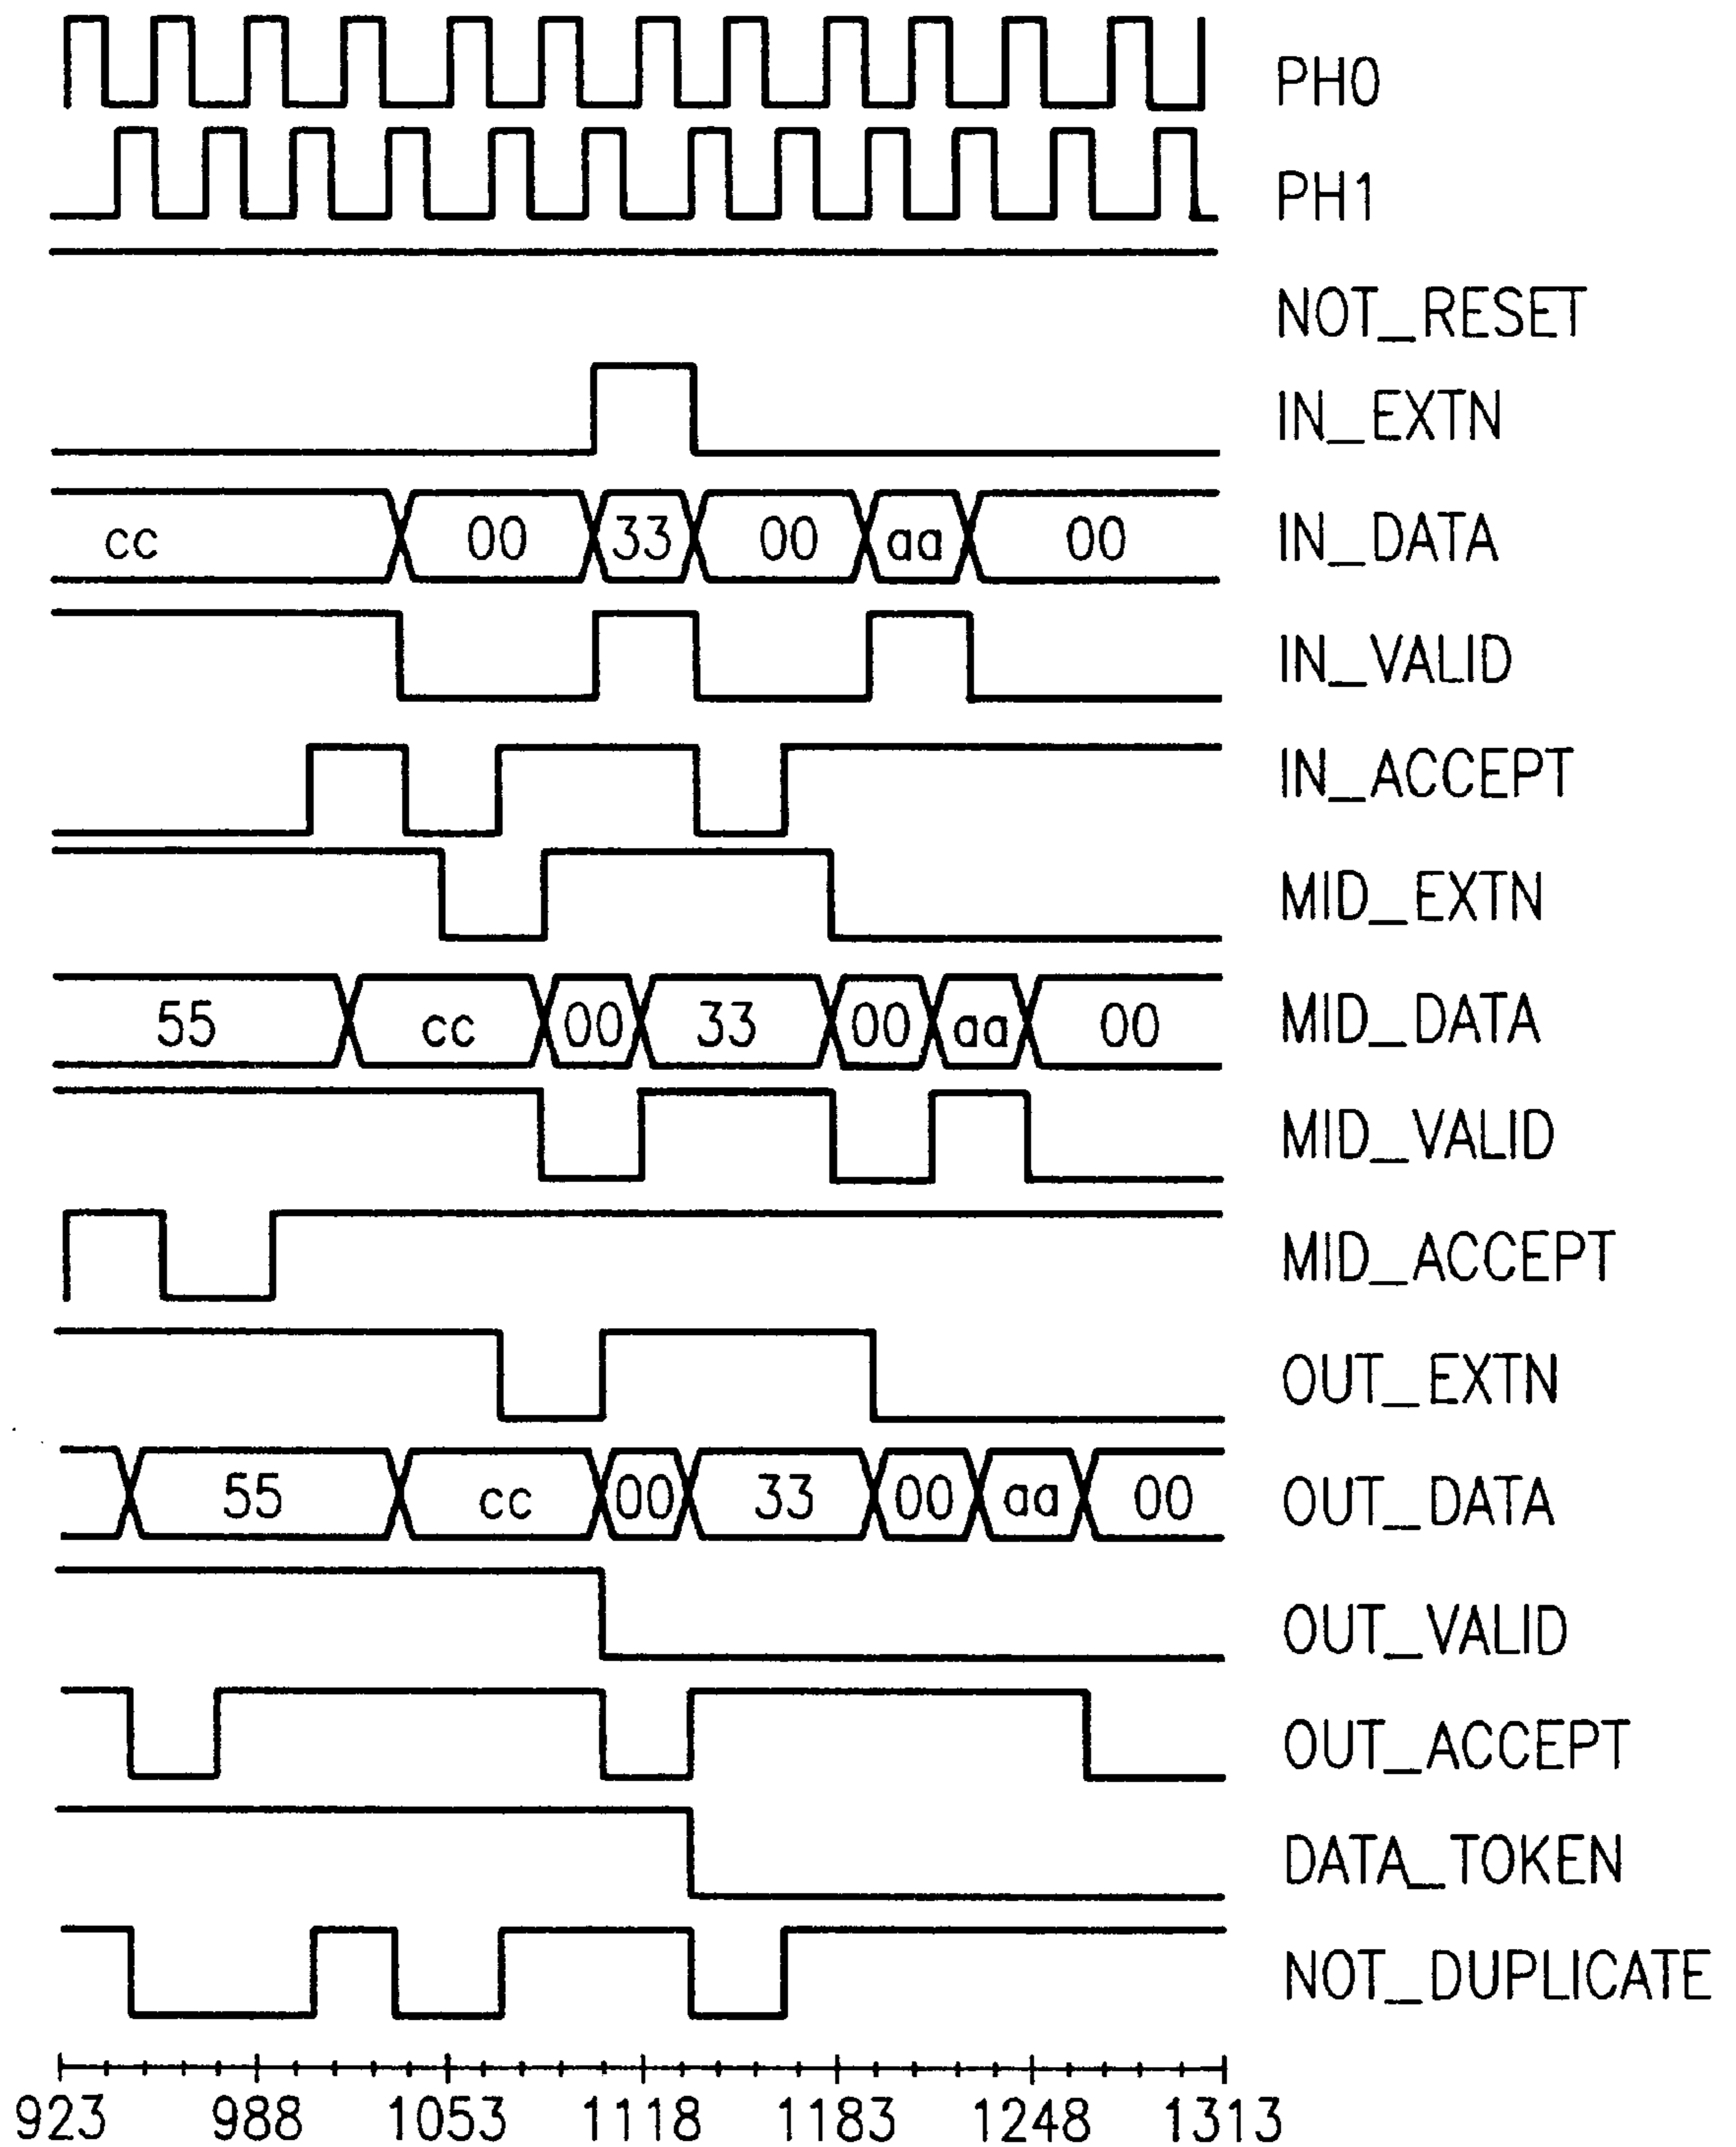 PH0
PH1
NOT_RESET
IN_EXTN
cc 00 33 00 aa 00 IN_DATA
IN_VALID
IN_ACCEPT
MID_EXTN
55 cc 00 33 00 aa 00 MID_DATA
MID_VALID
MID_ACCEPT
OUT_EXTN
55 cc 00 33 00 aa 00 OUT_DATA
OUT_VALID
OUT_ACCEPT
DATA_TOKEN
NOT_DUPLICATE
923 988 1053 1118 1183 1248 1313